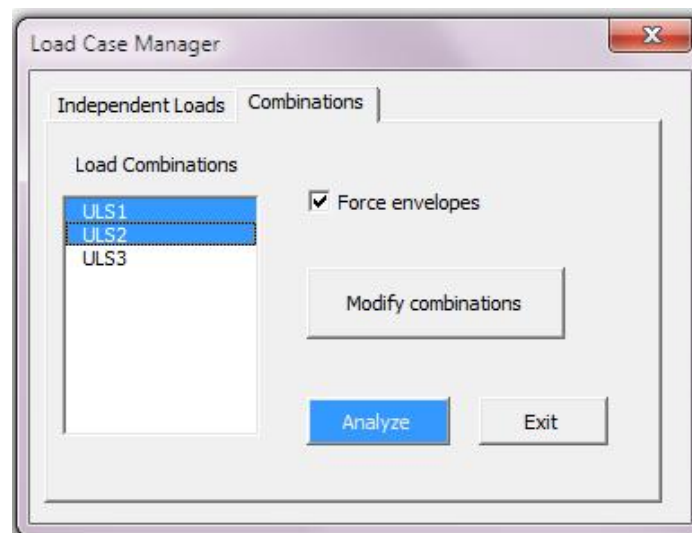 Load Case Manager
Independent Loads
Combinations
Load Combinations
ULS1
ULS2
ULS3
Force envelopes
Modify combinations
Analyze
Exit